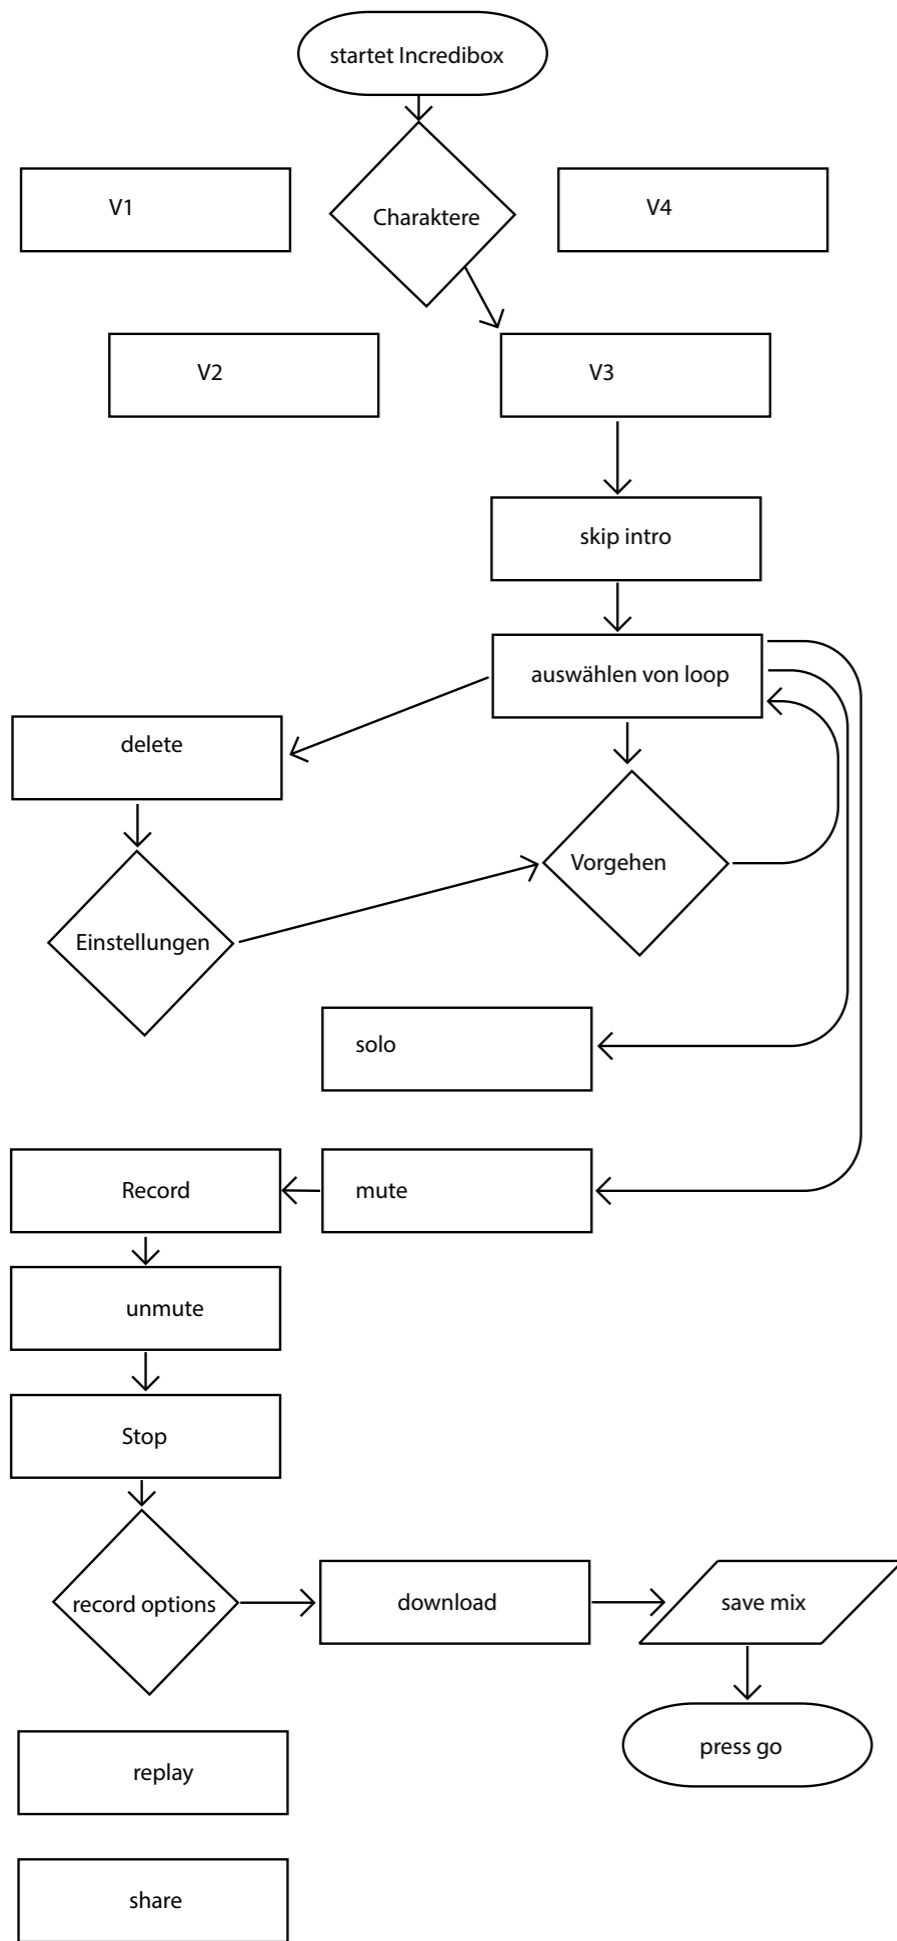 startet Incredibox
V1
Charaktere
V4
V2
V3
skip intro
auswählen von loop
delete
Vorgehen
Einstellungen
solo
Record
mute
unmute
Stop
record options
download
save mix
press go
replay
share